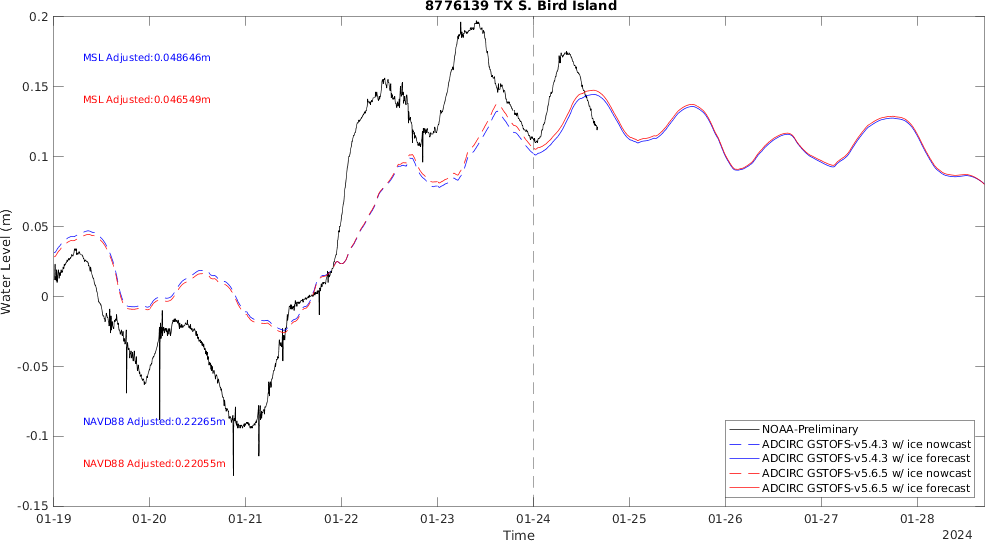 8776139 TX S. Bird Island
0.2
0.15
0.1
0.05
0
-0.05
-0.1
-0.15
Water Level (m)
MSL Adjusted:0.048646m
MSL Adjusted:0.046549m
NAVD88 Adjusted:0.22265m
NAVD88 Adjusted:0.22055m
NOAA-Preliminary
ADCIRC GSTOFS-v5.4.3 w/ ice nowcast
ADCIRC GSTOFS-v5.4.3 w/ ice forecast
ADCIRC GSTOFS-v5.6.5 w/ ice nowcast
ADCIRC GSTOFS-v5.6.5 w/ ice forecast
01-19 01-20 01-21 01-22 01-23 01-24 01-25 01-26 01-27 01-28
Time
2024